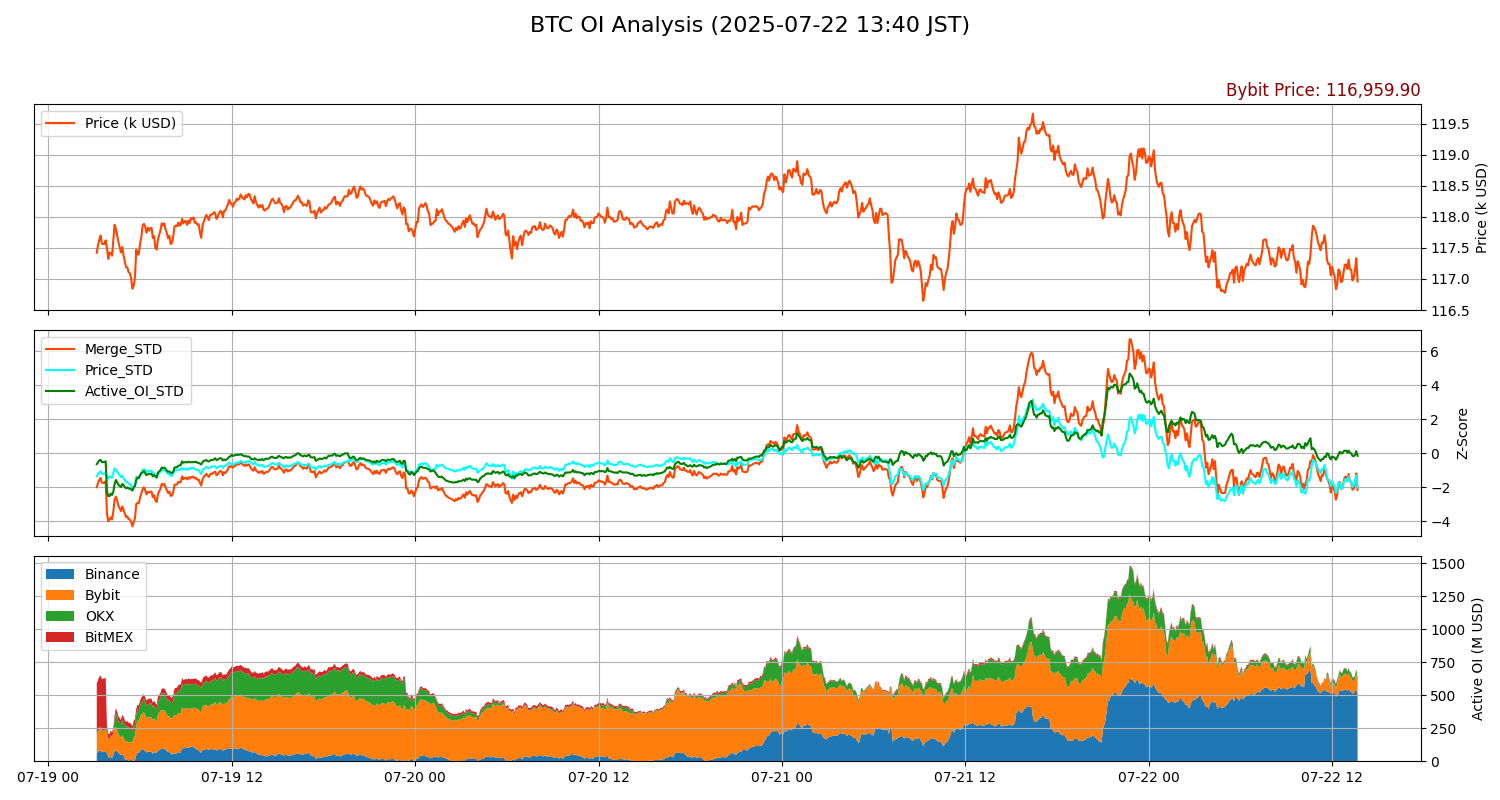 BTC OI Analysis (2025-07-22 13:40 JST)
Bybit Price: 116,959.90
Price (k USD)
119.5
119.0
118.5
118.0
117.5
117.0
116.5
Price (k USD)
Merge_STD
Price_STD
Active_OI_STD
6
4
2
0
−2
−4
Z-Score
Binance
Bybit
OKX
BitMEX
1500
1250
1000
750
500
250
0
Active OI (M USD)
07-19 00
07-19 12
07-20 00
07-20 12
07-21 00
07-21 12
07-22 00
07-22 12